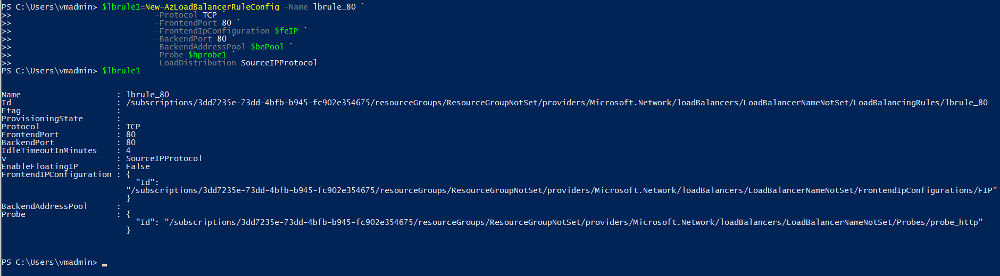 PS C:\Users\vmadmin> $lbrule1=New-AzLoadBalancerRuleConfig -Name lbrule_80 `
>>                              -Protocol TCP `
>>                              -FrontendPort 80 `
>>                              -FrontendIpConfiguration $feIP `
>>                              -BackendPort 80 `
>>                              -BackendAddressPool $bePool `
>>                              -Probe $hprobe1 `
>>                              -LoadDistribution SourceIPProtocol
PS C:\Users\vmadmin> $lbrule1
Name                    : lbrule_80
Id                      : /subscriptions/3dd7235e-73dd-4bfb-b945-fc902e354675/resourceGroups/ResourceGroupNotSet/providers/Microsoft.Network/loadBalancers/LoadBalancerNameNotSet/LoadBalancingRules/lbrule_80
Etag                    :
ProvisioningState       :
Protocol                : TCP
FrontendPort            : 80
BackendPort             : 80
IdleTimeoutInMinutes    : 4
v                       : SourceIPProtocol
EnableFloatingIP        : False
FrontendIPConfiguration : {
                            "Id":
                          "/subscriptions/3dd7235e-73dd-4bfb-b945-fc902e354675/resourceGroups/ResourceGroupNotSet/providers/Microsoft.Network/loadBalancers/LoadBalancerNameNotSet/FrontendIpConfigurations/FIP"
                          }
BackendAddressPool      :
Probe                   : {
                            "Id": "/subscriptions/3dd7235e-73dd-4bfb-b945-fc902e354675/resourceGroups/ResourceGroupNotSet/providers/Microsoft.Network/loadBalancers/LoadBalancerNameNotSet/Probes/probe_http"
                          }
PS C:\Users\vmadmin>